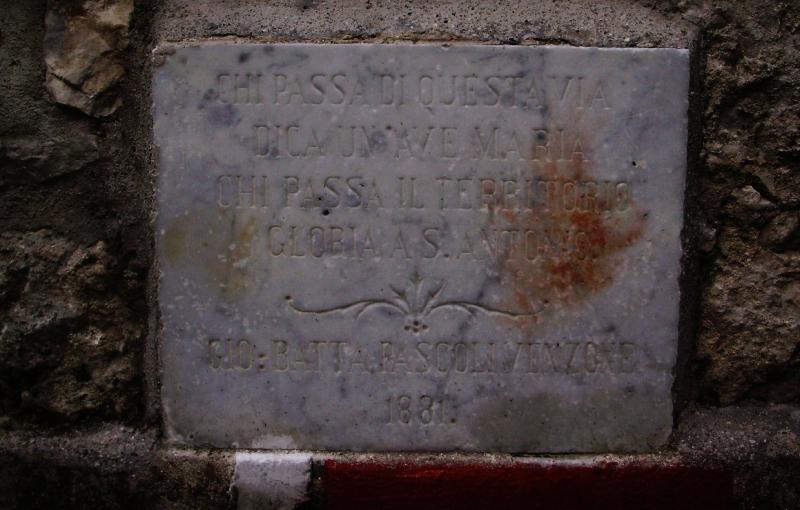 CHI PASSA DI QUESTA VIA
DICA UN'AVE MARIA
CHI PASSA IL TERRITORIO
GLORIA A S. ANTONIO.
GIO: BATTA PASCOLI VENZONE
1881.